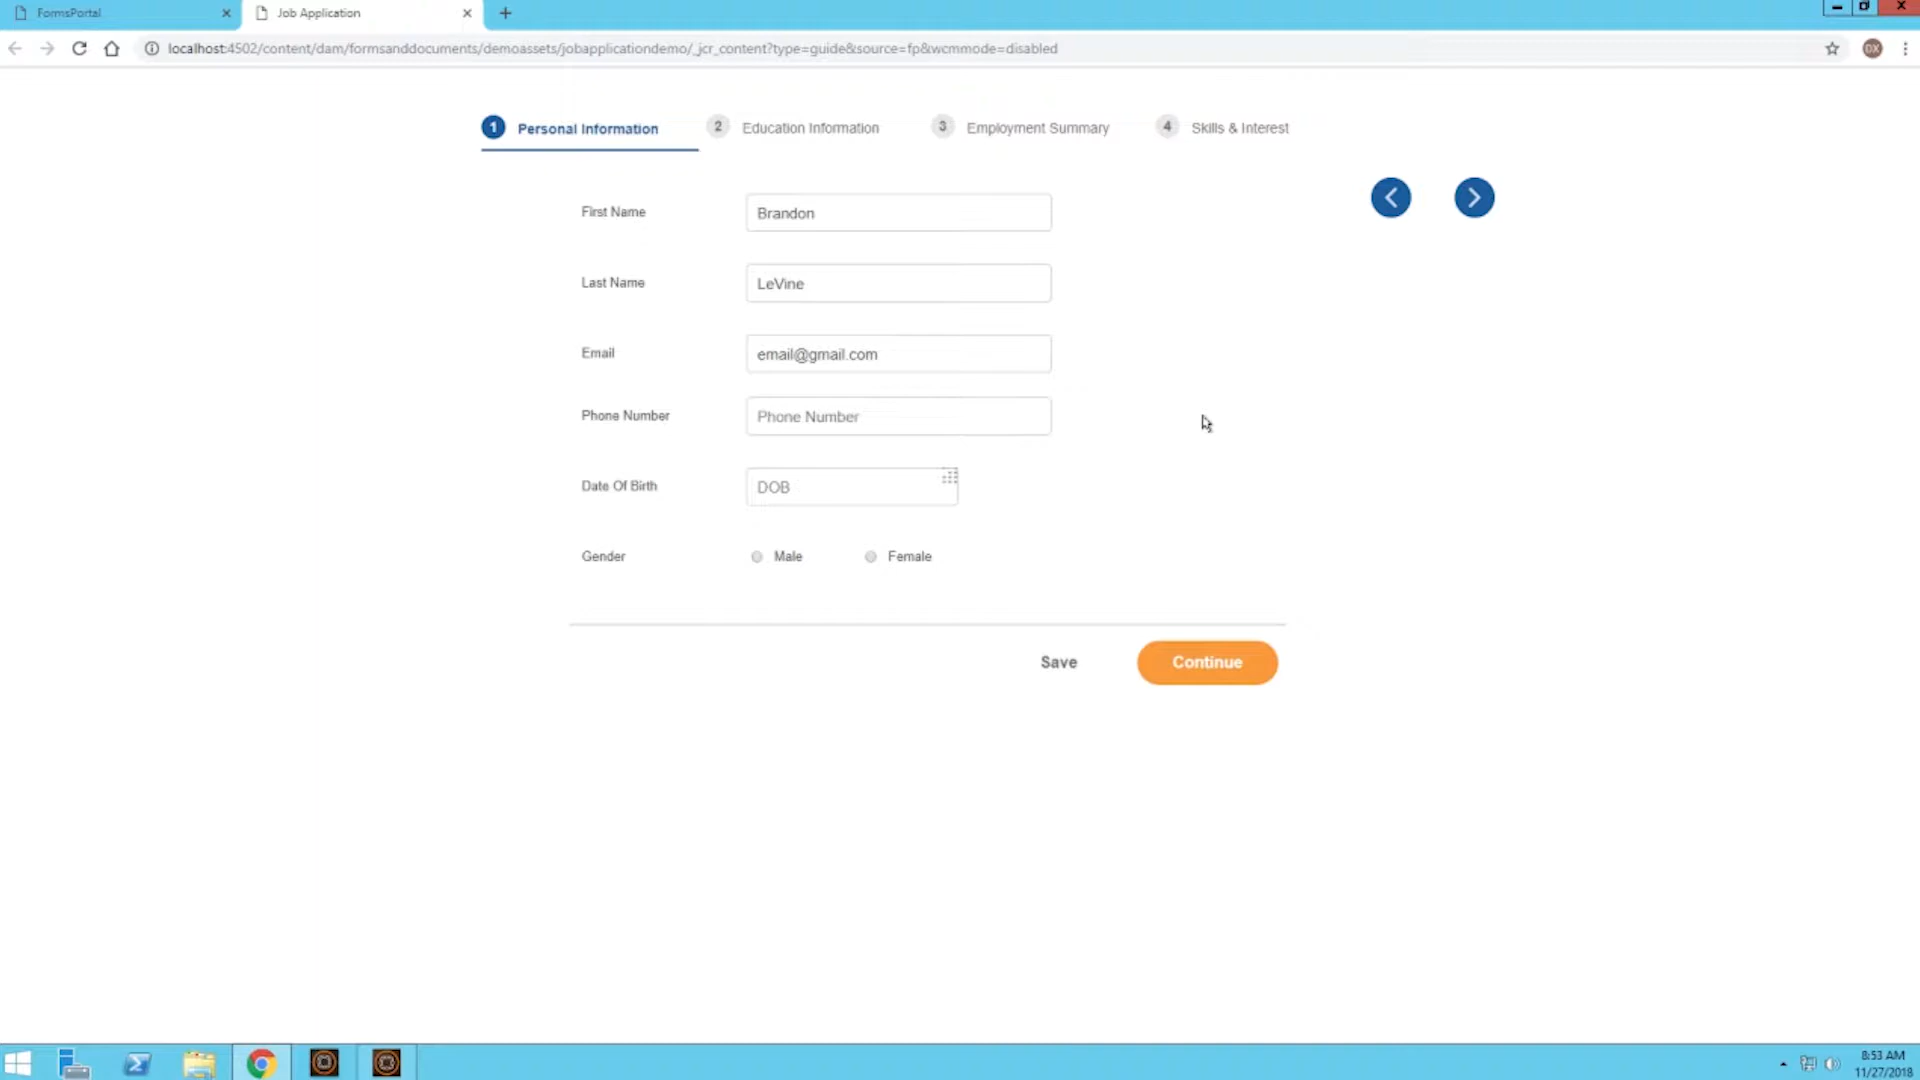 FormsPortal
Job Application
localhost:4502/content/dam/formsanddocuments/demoassets/jobapplicationdemo/_jcr_content?type=guide&source=fp&wcmmode=disabled
DX
1 Personal Information 2 Education Information 3 Employment Summary 4 Skills & Interest
First Name Brandon
Last Name LeVine
Email email@gmail.com
Phone Number Phone Number
Date Of Birth DOB
Gender Male Female
Save Continue
8:53 AM
11/27/2018